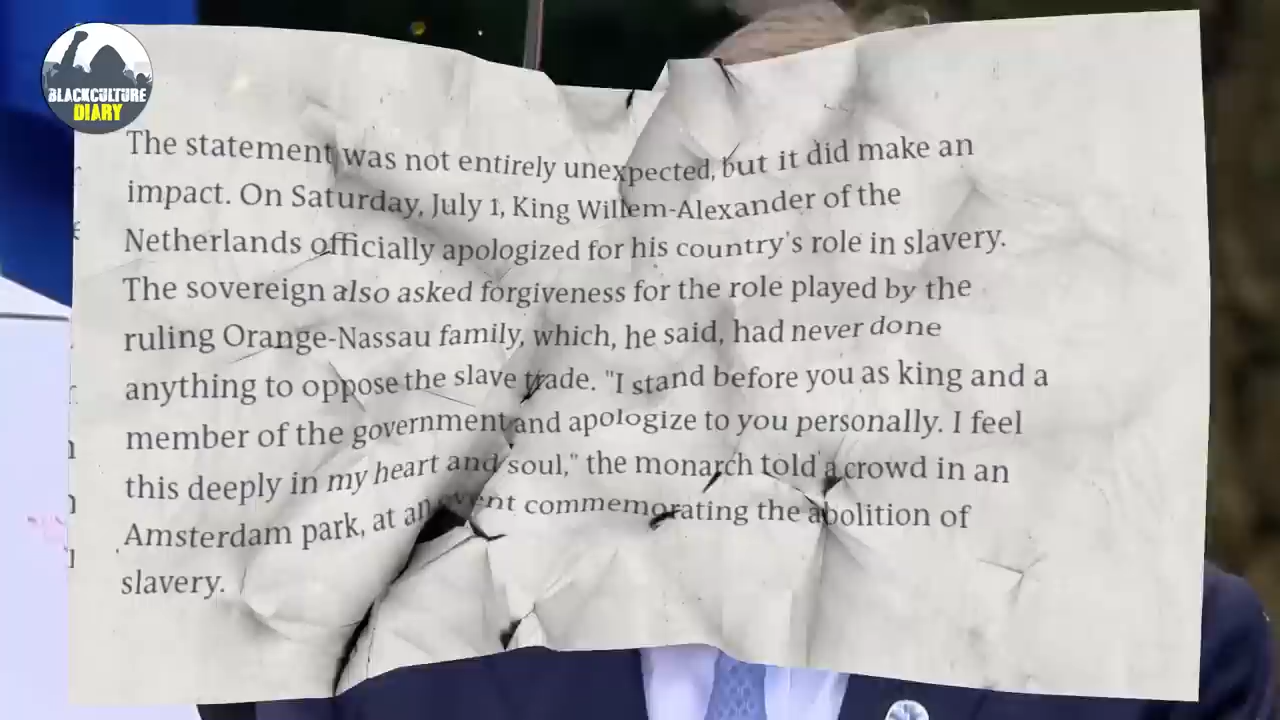 BLACKCULTURE
DIARY
The statement was not entirely unexpected, but it did make an
impact. On Saturday, July 1, King Willem-Alexander of the
Netherlands officially apologized for his country's role in slavery.
The sovereign also asked forgiveness for the role played by the
ruling Orange-Nassau family, which, he said, had never done
anything to oppose the slave trade. "I stand before you as king and a
member of the government and apologize to you personally. I feel
this deeply in my heart and soul," the monarch told a crowd in an
Amsterdam park, at an event commemorating the abolition of
slavery.